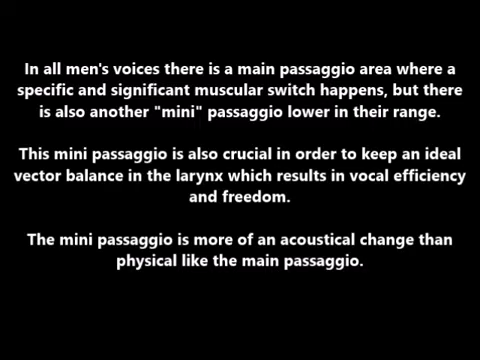 In all men's voices there is a main passaggio area where a
specific and significant muscular switch happens, but there
is also another "mini" passaggio lower in their range.
This mini passaggio is also crucial in order to keep an ideal
vector balance in the larynx which results in vocal efficiency
and freedom.
The mini passaggio is more of an acoustical change than
physical like the main passaggio.